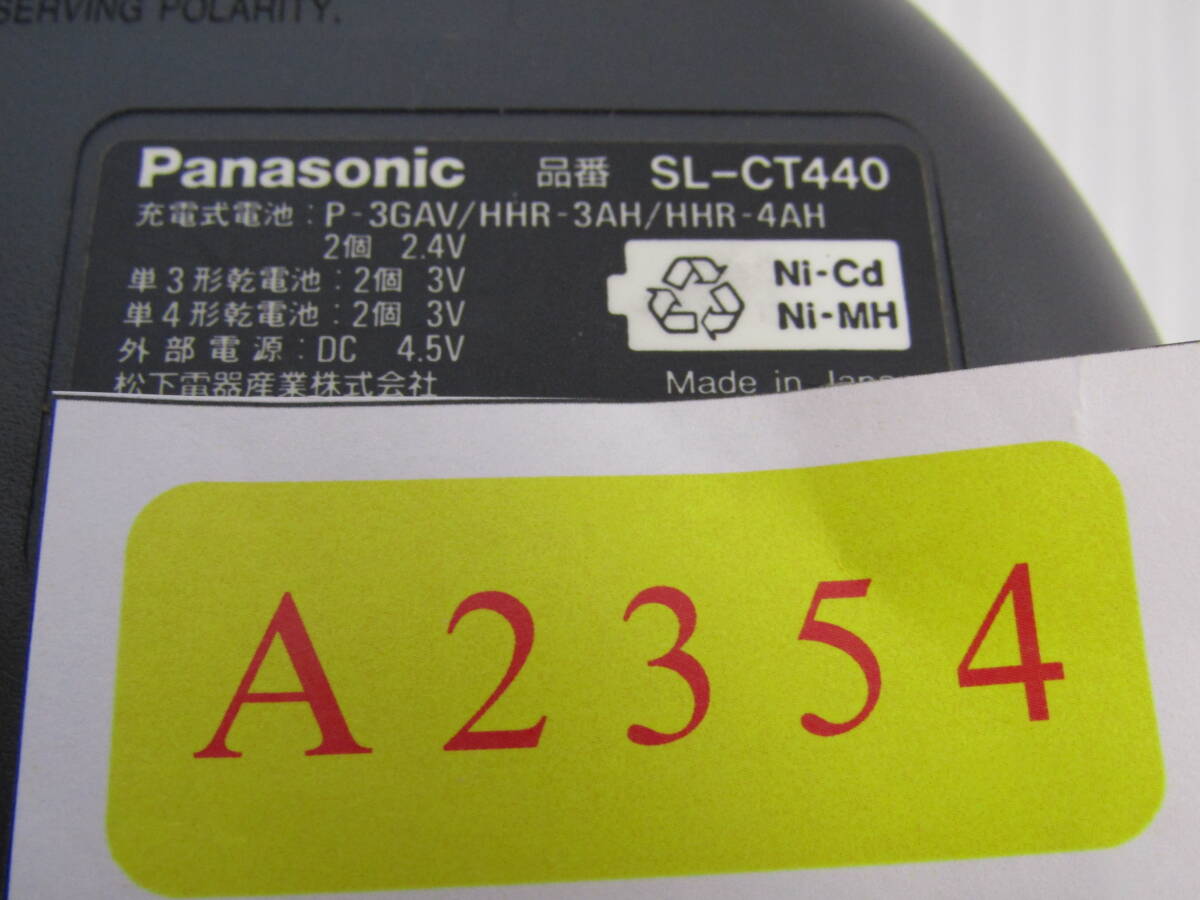 SERVING POLARITY.
Panasonic 品番 SL-CT440
充電式電池:P-3GAV/HHR-3AH/HHR-4AH
2個 2.4V
単3形乾電池:2個 3V
単4形乾電池:2個 3V
外部電源:DC 4.5V
Ni-Cd
Ni-MH
松下電器産業株式会社 Made in Japan
A2354